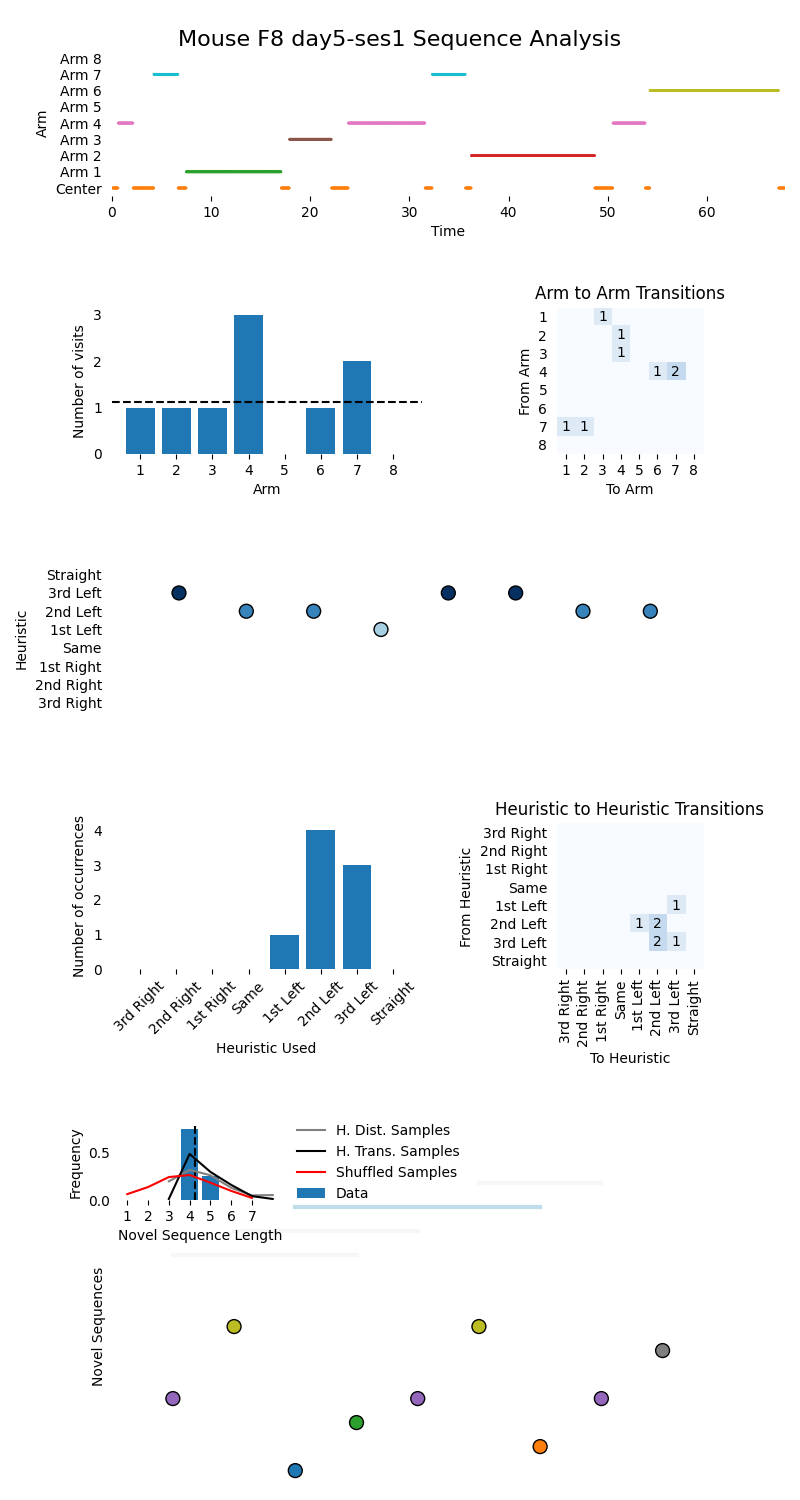 Mouse F8 day5-ses1 Sequence Analysis
Arm
Arm 8
Arm 7
Arm 6
Arm 5
Arm 4
Arm 3
Arm 2
Arm 1
Center
0 10 20 30 40 50 60
Time
Number of visits
3
2
1
0
1 2 3 4 5 6 7 8
Arm
Arm to Arm Transitions
From Arm
1 1
2 1
3 1
4 1 2
5
6
7 1 1
8
1 2 3 4 5 6 7 8
To Arm
Heuristic
Straight
3rd Left
2nd Left
1st Left
Same
1st Right
2nd Right
3rd Right
Number of occurrences
4
3
2
1
0
3rd Right 2nd Right 1st Right Same 1st Left 2nd Left 3rd Left Straight
Heuristic Used
Heuristic to Heuristic Transitions
From Heuristic
3rd Right
2nd Right
1st Right
Same
1st Left 1
2nd Left 1 2
3rd Left 2 1
Straight
3rd Right 2nd Right 1st Right Same 1st Left 2nd Left 3rd Left Straight
To Heuristic
Frequency
0.5
0.0
1 2 3 4 5 6 7
Novel Sequence Length
H. Dist. Samples
H. Trans. Samples
Shuffled Samples
Data
Novel Sequences